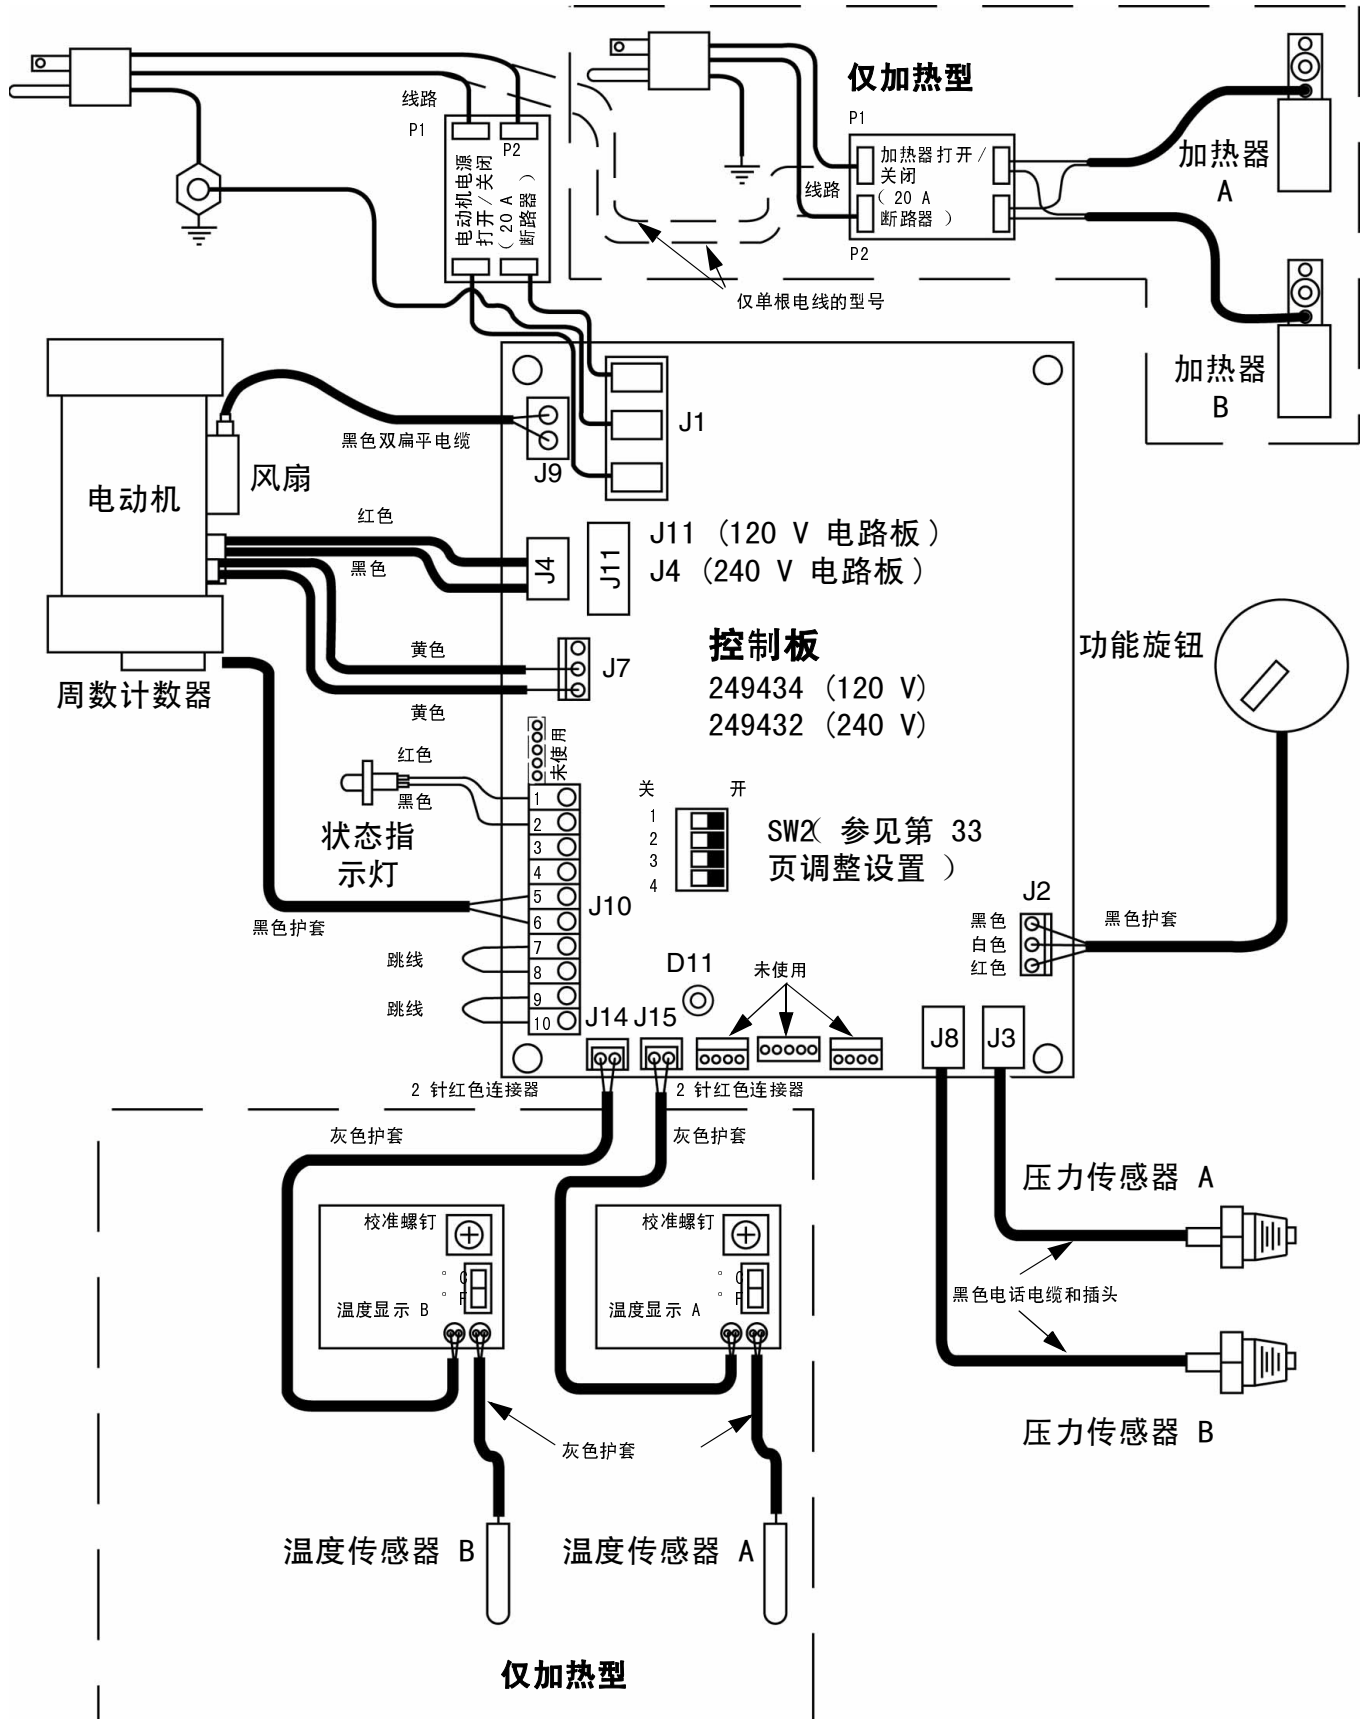 仅加热型
线路
P1
P2
电动机电源
打开/关闭
(20 A
断路器)
P1
加热器打开/
关闭
(20 A
断路器)
线路
P2
加热器
A
仅单根电线的型号
加热器
B
黑色双扁平电缆
J9
J1
风扇
电动机
红色
黑色
J4
J11
J11 (120 V 电路板)
J4 (240 V 电路板)
控制板
249434 (120 V)
249432 (240 V)
功能旋钮
黄色
J7
黄色
周数计数器
未使用
红色
黑色
状态指
示灯
1
2
3
4
5
6
7
8
9
10
J10
关
开
1
2
3
4
SW2( 参见第 33
页调整设置 )
J2
黑色
白色
红色
黑色护套
黑色护套
跳线
跳线
D11
未使用
J14
J15
J8
J3
2 针红色连接器
2 针红色连接器
灰色护套
灰色护套
压力传感器 A
校准螺钉
° C
° F
温度显示 B
校准螺钉
° C
° F
温度显示 A
黑色电话电缆和插头
压力传感器 B
灰色护套
温度传感器 B
温度传感器 A
仅加热型